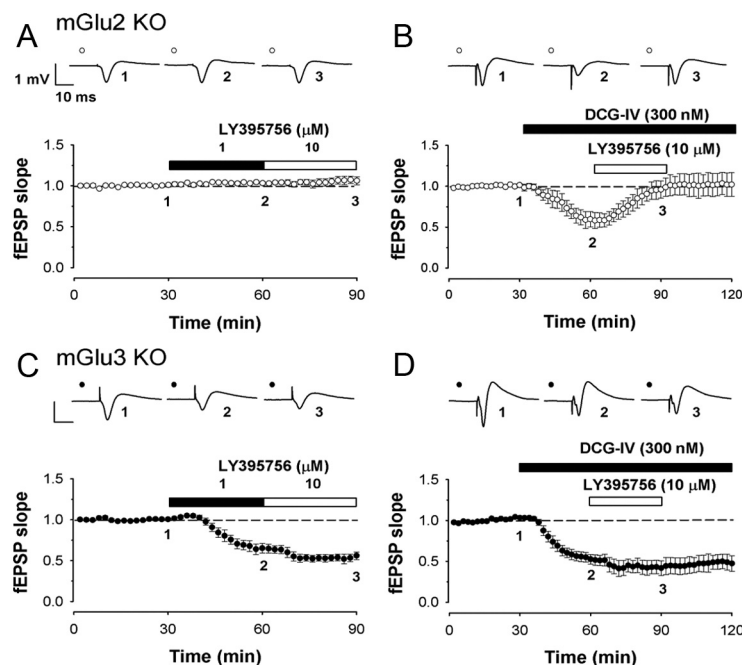 A mGlu2 KO
1 2 3
1 mV
10 ms
LY395756 (μM)
1 10
fEPSP slope
1.5
1.0
0.5
0.0
1 2 3
0 30 60 90
Time (min)
B
1 2 3
DCG-IV (300 nM)
LY395756 (10 μM)
fEPSP slope
1.5
1.0
0.5
0.0
1 2 3
0 30 60 90 120
Time (min)
C mGlu3 KO
1 2 3
LY395756 (μM)
1 10
fEPSP slope
1.5
1.0
0.5
0.0
1 2 3
0 30 60 90
Time (min)
D
1 2 3
DCG-IV (300 nM)
LY395756 (10 μM)
fEPSP slope
1.5
1.0
0.5
0.0
1 2 3
0 30 60 90 120
Time (min)